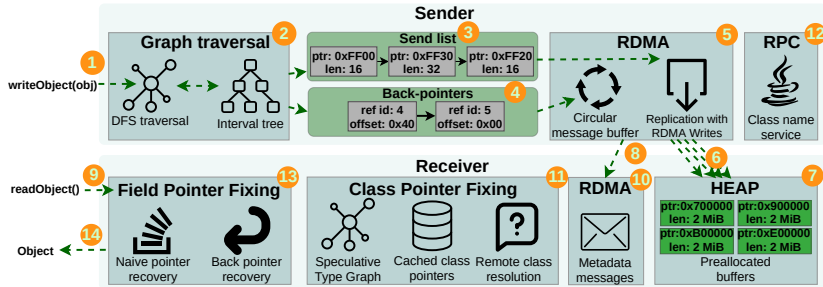 Sender
1
writeObject(obj)
Graph traversal
2
DFS traversal
Interval tree
Send list
3
ptr: 0xFF00
len: 16
ptr: 0xFF30
len: 32
ptr: 0xFF20
len: 16
Back-pointers
4
ref id: 4
offset: 0x40
ref id: 5
offset: 0x00
RDMA
5
Circular
message buffer
Replication with
RDMA Writes
RPC
12
Class name
service
8
6
Receiver
9
readObject()
14
Object
Field Pointer Fixing
13
Naive pointer
recovery
Back pointer
recovery
Class Pointer Fixing
11
Speculative
Type Graph
Cached class
pointers
Remote class
resolution
RDMA
10
Metadata
messages
HEAP
7
ptr:0x700000
len: 2 MiB
ptr:0x900000
len: 2 MiB
ptr:0xB00000
len: 2 MiB
ptr:0xE00000
len: 2 MiB
Preallocated
buffers